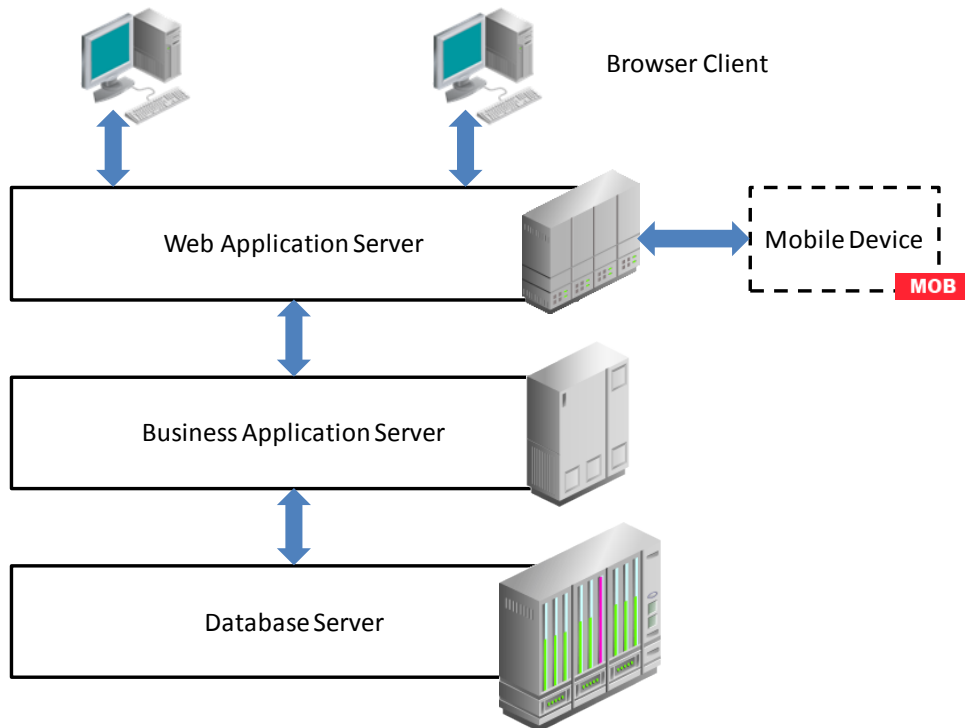 Browser Client
Web Application Server
Mobile Device
MOB
Business Application Server
Database Server